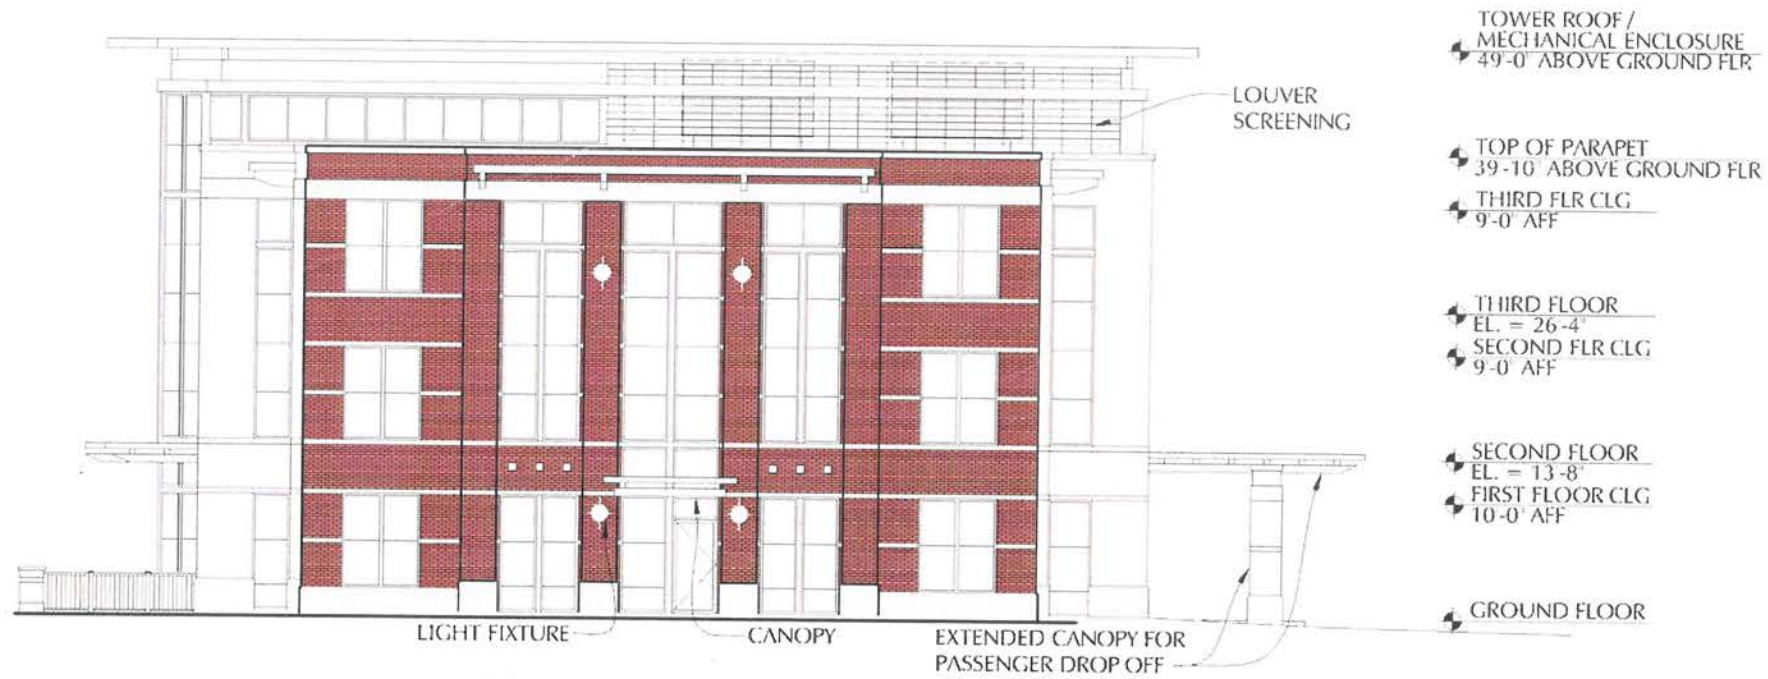 TOWER ROOF /
MECHANICAL ENCLOSURE
49'-0" ABOVE GROUND FLR
LOUVER
SCREENING
TOP OF PARAPET
39'-10" ABOVE GROUND FLR
THIRD FLR CLG
9'-0" AFF
THIRD FLOOR
EL. = 26'-4"
SECOND FLR CLG
9'-0" AFF
SECOND FLOOR
EL. = 13'-8"
FIRST FLOOR CLG
10'-0" AFF
GROUND FLOOR
LIGHT FIXTURE
CANOPY
EXTENDED CANOPY FOR
PASSENGER DROP OFF